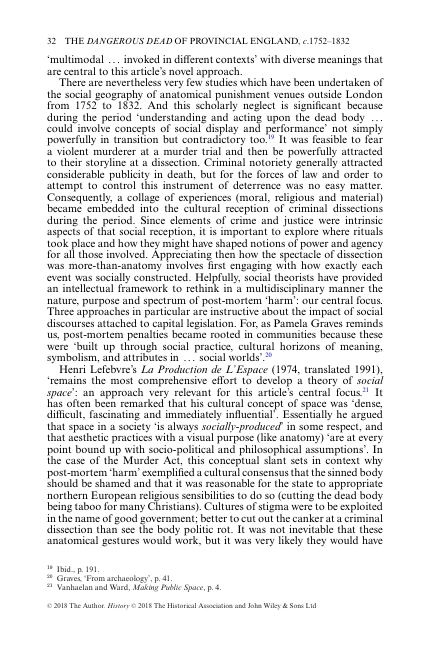 32 THE DANGEROUS DEAD OF PROVINCIAL ENGLAND, c.1752–1832
‘multimodal … invoked in different contexts’ with diverse meanings that
are central to this article’s novel approach.
There are nevertheless very few studies which have been undertaken of
the social geography of anatomical punishment venues outside London
from 1752 to 1832. And this scholarly neglect is significant because
during the period ‘understanding and acting upon the dead body …
could involve concepts of social display and performance’ not simply
powerfully in transition but contradictory too.19 It was feasible to fear
a violent murderer at a murder trial and then be powerfully attracted
to their storyline at a dissection. Criminal notoriety generally attracted
considerable publicity in death, but for the forces of law and order to
attempt to control this instrument of deterrence was no easy matter.
Consequently, a collage of experiences (moral, religious and material)
became embedded into the cultural reception of criminal dissections
during the period. Since elements of crime and justice were intrinsic
aspects of that social reception, it is important to explore where rituals
took place and how they might have shaped notions of power and agency
for all those involved. Appreciating then how the spectacle of dissection
was more-than-anatomy involves first engaging with how exactly each
event was socially constructed. Helpfully, social theorists have provided
an intellectual framework to rethink in a multidisciplinary manner the
nature, purpose and spectrum of post-mortem ‘harm’: our central focus.
Three approaches in particular are instructive about the impact of social
discourses attached to capital legislation. For, as Pamela Graves reminds
us, post-mortem penalties became rooted in communities because they
were ‘built up through social practice, cultural horizons of meaning,
symbolism, and attributes in … social worlds’.20
Henri Lefebvre’s La Production de L’Espace (1974, translated 1991),
‘remains the most comprehensive effort to develop a theory of social
space’: an approach very relevant for this article’s central focus.21 It
has often been remarked that his cultural concept of space was ‘dense,
difficult, fascinating and immediately influential’. Essentially he argued
that space in a society ‘is always socially-produced’ in some respect, and
that aesthetic practices with a visual purpose (like anatomy) ‘are at every
point bound up with socio-political and philosophical assumptions’. In
the case of the Murder Act, this conceptual slant sets in context why
post-mortem ‘harm’ exemplified a cultural consensus that the sinned body
should be shamed and that it was reasonable for the state to appropriate
northern European religious sensibilities to do so (cutting the dead body
being taboo for many Christians). Cultures of stigma were to be exploited
in the name of good government; better to cut out the canker at a criminal
dissection than see the body politic rot. It was not inevitable that these
anatomical gestures would work, but it was very likely they would have
19 Ibid., p. 191.
20 Graves, ‘From archaeology’, p. 41.
21 Vanhaelan and Ward, Making Public Space, p. 4.
© 2018 The Author. History © 2018 The Historical Association and John Wiley & Sons Ltd